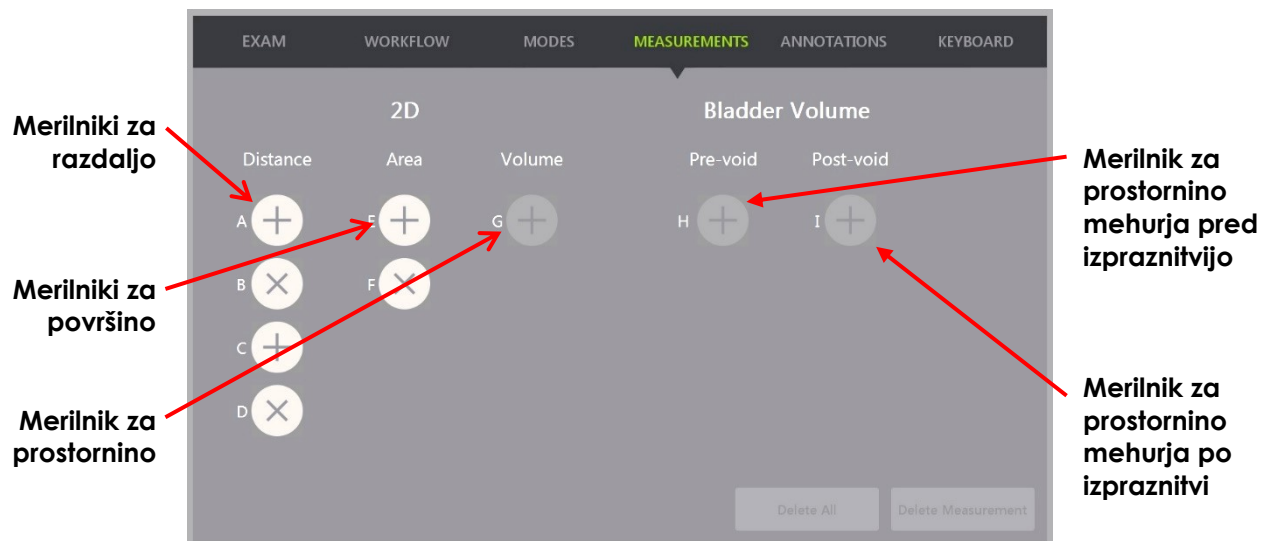 EXAM WORKFLOW MODES MEASUREMENTS ANNOTATIONS KEYBOARD
2D Bladder Volume
Distance Area Volume Pre-void Post-void
A E G H I
B F
C
D
Delete All Delete Measurement
Merilniki za
razdaljo
Merilniki za
površino
Merilnik za
prostornino
Merilnik za
prostornino
mehurja pred
izpraznitvijo
Merilnik za
prostornino
mehurja po
izpraznitvi